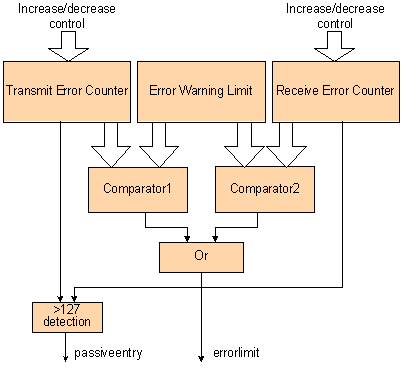 Increase/decrease
control
Increase/decrease
control
Transmit Error Counter
Error Warning Limit
Receive Error Counter
Comparator1
Comparator2
Or
>127
detection
passiveentry
errorlimit